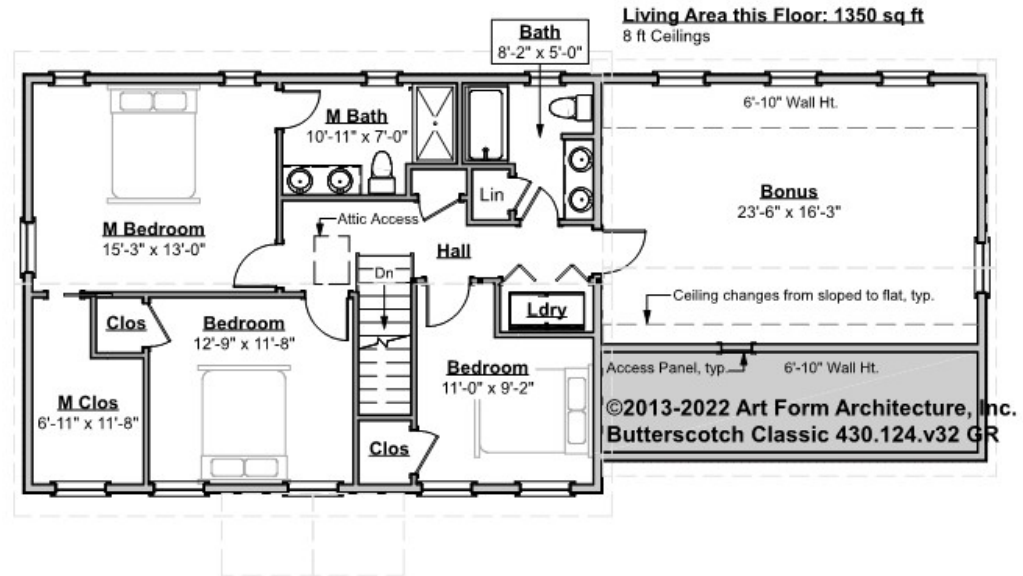 Living Area this Floor: 1350 sq ft
8 ft Ceilings
Bath
8'-2" x 5'-0"
6'-10" Wall Ht.
M Bath
10'-11" x 7'-0"
Lin
Bonus
23'-6" x 16'-3"
M Bedroom
15'-3" x 13'-0"
Attic Access
Hall
Dn
Ceiling changes from sloped to flat, typ.
Ldry
Clos
Bedroom
12'-9" x 11'-8"
Bedroom
11'-0" x 9'-2"
Access Panel, typ.
6'-10" Wall Ht.
M Clos
6'-11" x 11'-8"
Clos
©2013-2022 Art Form Architecture, Inc.
Butterscotch Classic 430.124.v32 GR